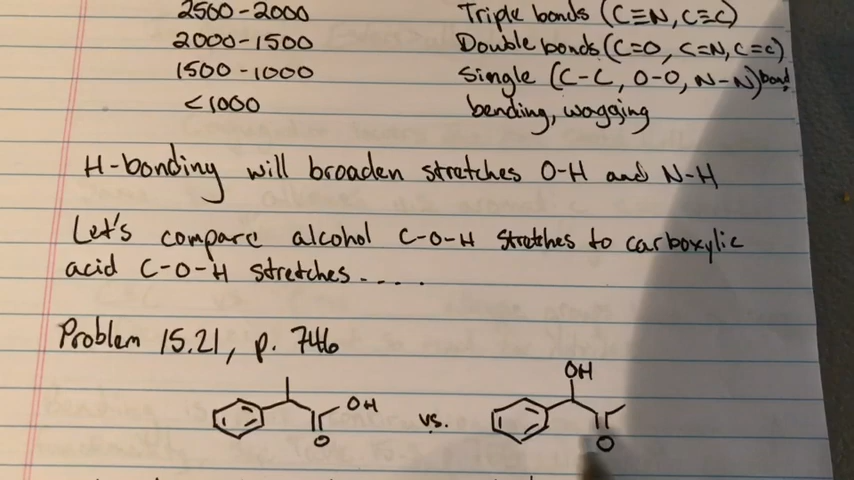 2500-2000 Triple bonds (C≡N, C≡C)
2000-1500 Double bonds (C=O, C=N, C=C)
1500-1000 Single (C-C, O-O, N-N) bond
<1000 bending, wagging
H-bonding will broaden stretches O-H and N-H
Let's compare alcohol C-O-H stretches to carboxylic
acid C-O-H stretches.....
Problem 15.21, p. 746
OH
OH
vs.
O
O